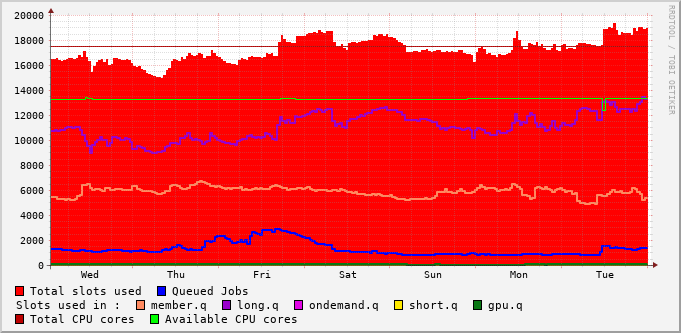 20000
18000
16000
14000
12000
10000
8000
6000
4000
2000
0
Wed Thu Fri Sat Sun Mon Tue
RRDTOOL / TOBI OETIKER
Total slots used Queued Jobs
Slots used in : member.q long.q ondemand.q short.q gpu.q
Total CPU cores Available CPU cores